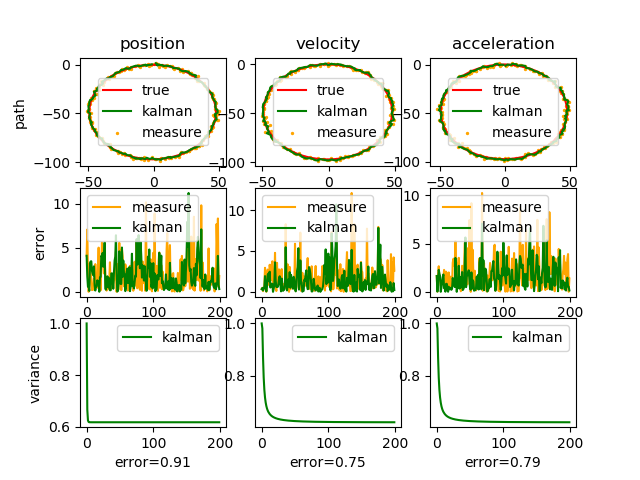 position velocity acceleration
path
0 −50 −100 true kalman measure −50 0 50
0 −50 −100 true kalman measure −50 0 50
0 −50 −100 true kalman measure −50 0 50
error
10 5 0 measure kalman 0 100 200
10 5 0 measure kalman 0 100 200
10 5 0 measure kalman 0 100 200
variance
1.0 0.8 0.6 kalman 0 100 200
1.0 0.8 kalman 0 100 200
1.0 0.8 kalman 0 100 200
error=0.91 error=0.75 error=0.79